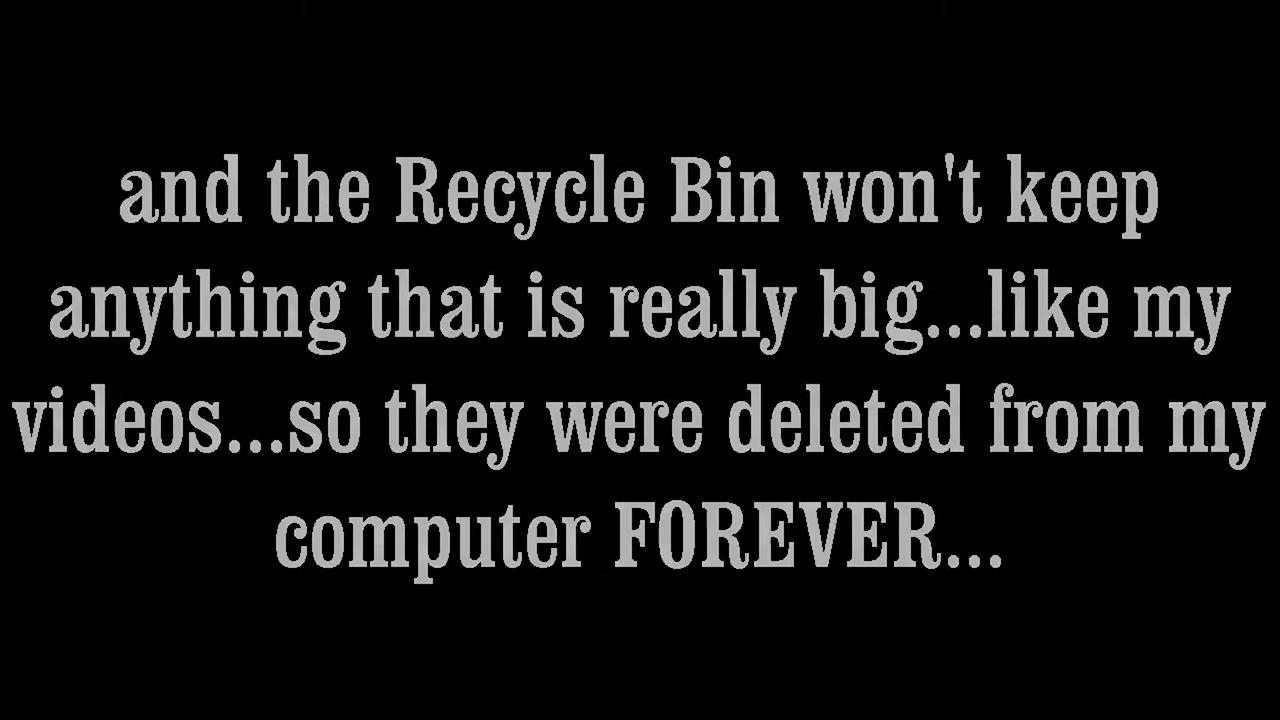 and the Recycle Bin won't keep
anything that is really big...like my
videos...so they were deleted from my
computer FOREVER...